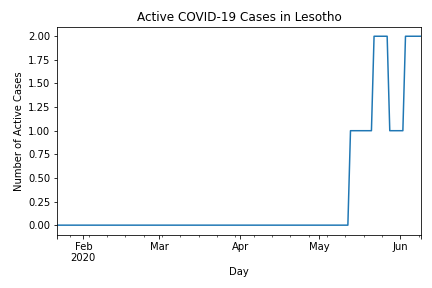 Active COVID-19 Cases in Lesotho
Number of Active Cases
2.00
1.75
1.50
1.25
1.00
0.75
0.50
0.25
0.00
Feb Mar Apr May Jun
2020
Day